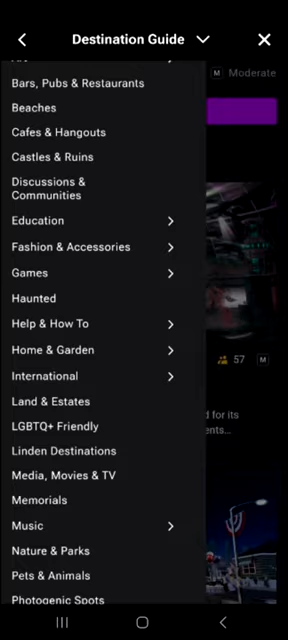 Destination Guide
M Moderate
Bars, Pubs & Restaurants
Beaches
Cafes & Hangouts
Castles & Ruins
Discussions &
Communities
Education
Fashion & Accessories
Games
Haunted
Help & How To
57 M
Home & Garden
International
Land & Estates
d for its
LGBTQ+ Friendly
ents...
Linden Destinations
Media, Movies & TV
Memorials
Music
Nature & Parks
Pets & Animals
Photogenic Spots